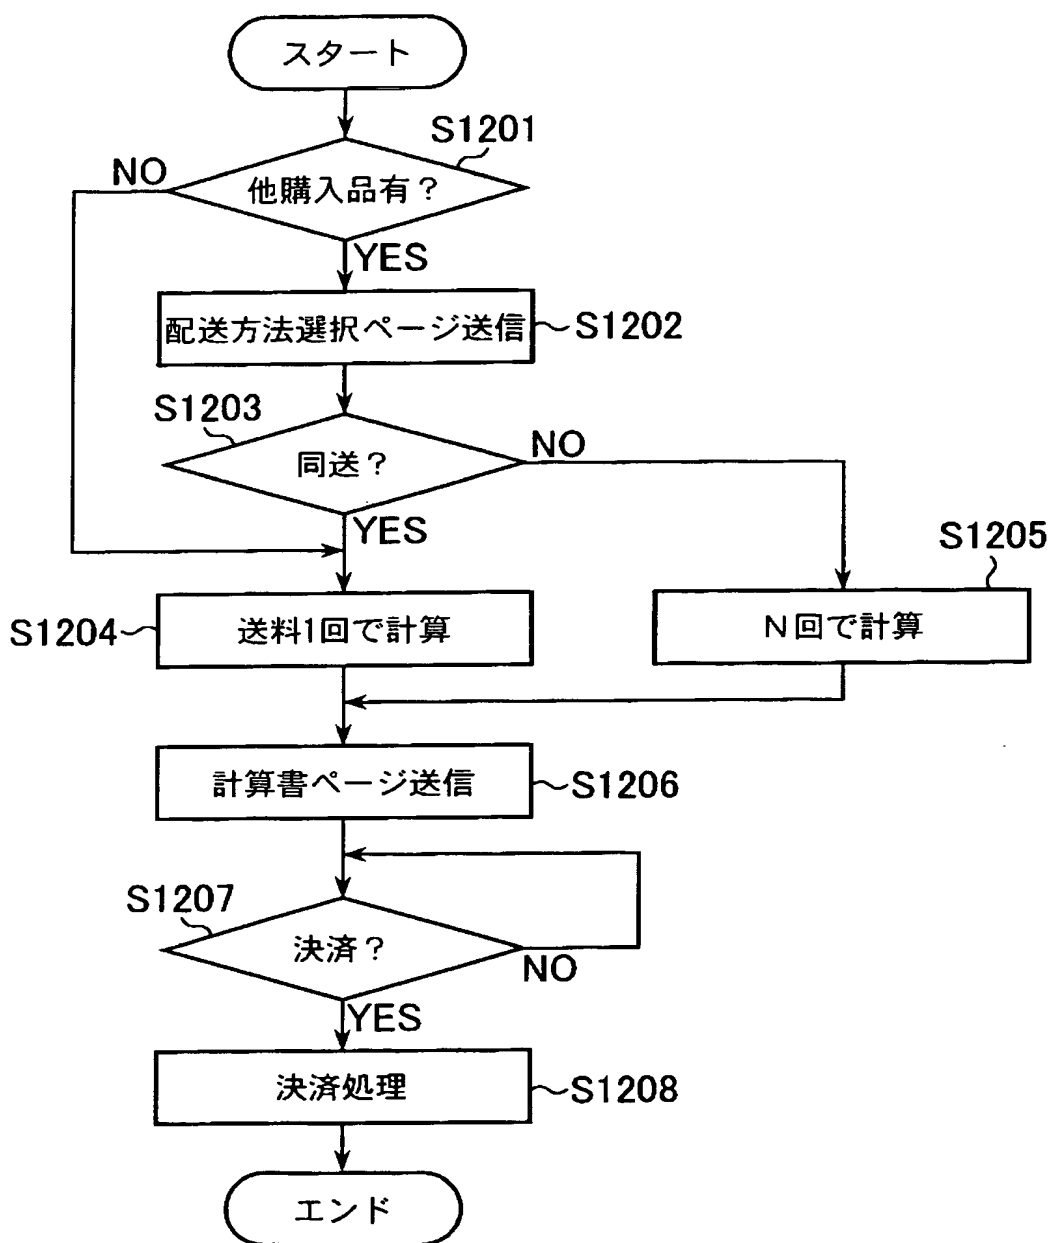 スタート
S1201
NO
他購入品有？
YES
配送方法選択ページ送信
S1202
S1203
NO
同送？
YES
S1205
S1204
送料1回で計算
N回で計算
計算書ページ送信
S1206
S1207
決済？
NO
YES
決済処理
S1208
エンド